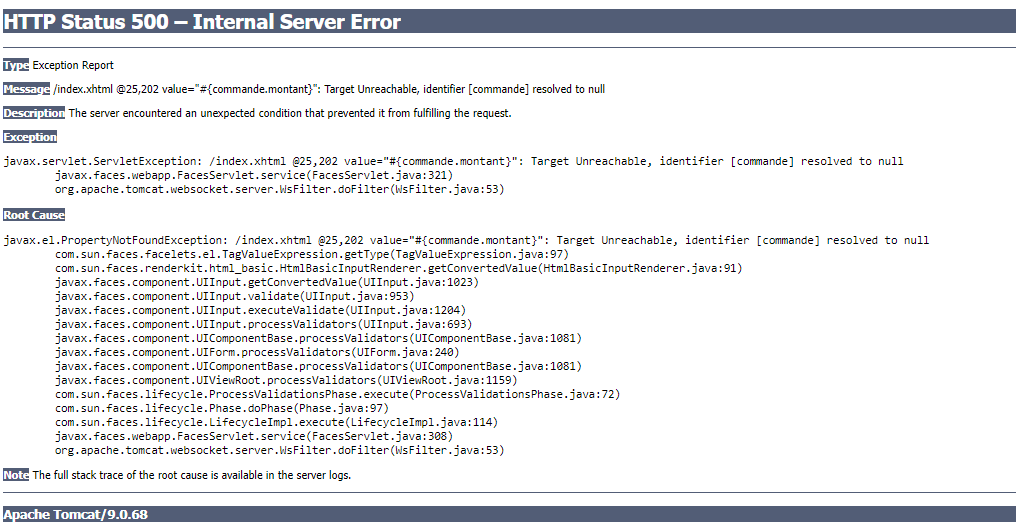 HTTP Status 500 – Internal Server Error
Type Exception Report
Message /index.xhtml @25,202 value="#{commande.montant}": Target Unreachable, identifier [commande] resolved to null
Description The server encountered an unexpected condition that prevented it from fulfilling the request.
Exception
javax.servlet.ServletException: /index.xhtml @25,202 value="#{commande.montant}": Target Unreachable, identifier [commande] resolved to null
javax.faces.webapp.FacesServlet.service(FacesServlet.java:321)
org.apache.tomcat.websocket.server.WsFilter.doFilter(WsFilter.java:53)
Root Cause
javax.el.PropertyNotFoundException: /index.xhtml @25,202 value="#{commande.montant}": Target Unreachable, identifier [commande] resolved to null
com.sun.faces.facelets.el.TagValueExpression.getType(TagValueExpression.java:97)
com.sun.faces.renderkit.html_basic.HtmlBasicInputRenderer.getConvertedValue(HtmlBasicInputRenderer.java:91)
javax.faces.component.UIInput.getConvertedValue(UIInput.java:1023)
javax.faces.component.UIInput.validate(UIInput.java:953)
javax.faces.component.UIInput.executeValidate(UIInput.java:1204)
javax.faces.component.UIInput.processValidators(UIInput.java:693)
javax.faces.component.UIComponentBase.processValidators(UIComponentBase.java:1081)
javax.faces.component.UIForm.processValidators(UIForm.java:240)
javax.faces.component.UIComponentBase.processValidators(UIComponentBase.java:1081)
javax.faces.component.UIViewRoot.processValidators(UIViewRoot.java:1159)
com.sun.faces.lifecycle.ProcessValidationsPhase.execute(ProcessValidationsPhase.java:72)
com.sun.faces.lifecycle.Phase.doPhase(Phase.java:97)
com.sun.faces.lifecycle.LifecycleImpl.execute(LifecycleImpl.java:114)
javax.faces.webapp.FacesServlet.service(FacesServlet.java:308)
org.apache.tomcat.websocket.server.WsFilter.doFilter(WsFilter.java:53)
Note The full stack trace of the root cause is available in the server logs.
Apache Tomcat/9.0.68